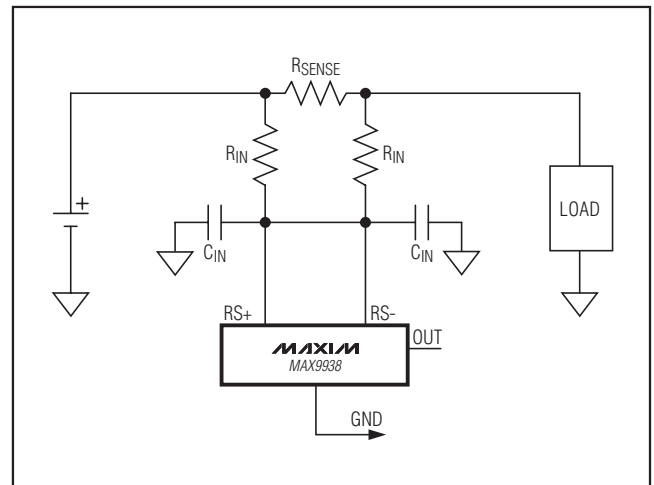 RSENSE
RIN
RIN
+
LOAD
CIN
CIN
RS+
RS-
MAXIM
OUT
MAX9938
GND